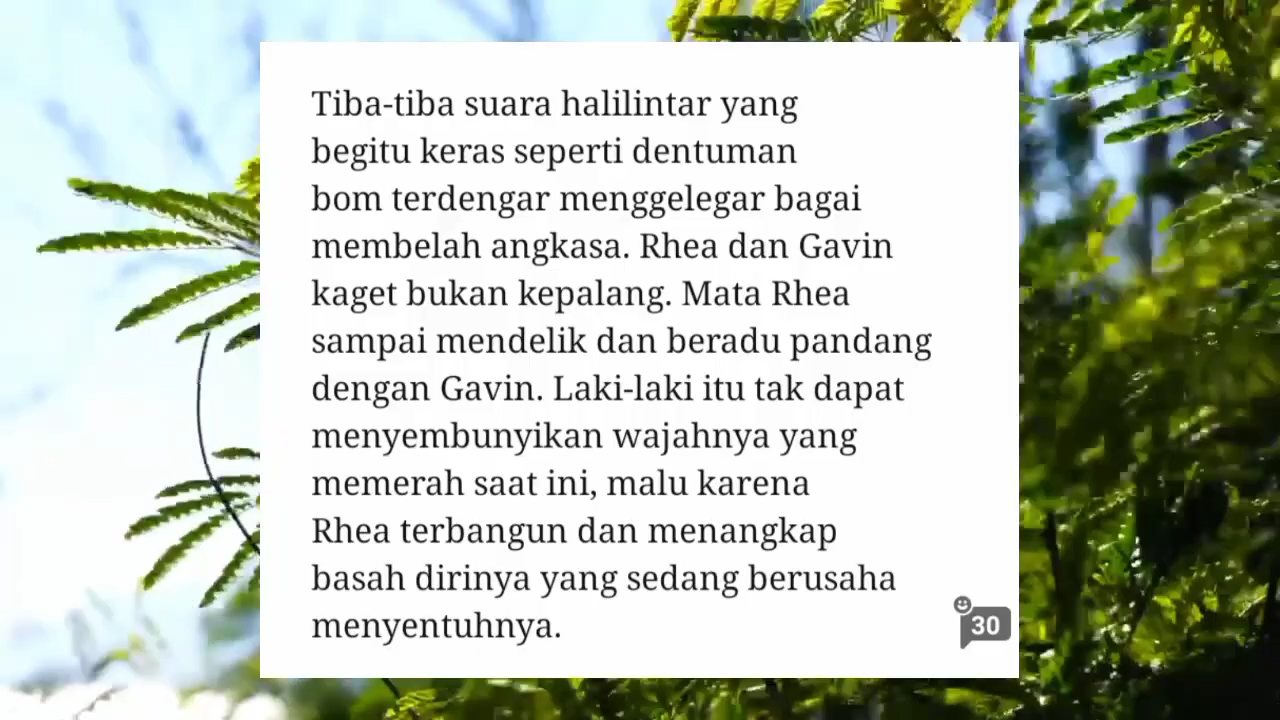 Tiba-tiba suara halilintar yang
begitu keras seperti dentuman
bom terdengar menggelegar bagai
membelah angkasa. Rhea dan Gavin
kaget bukan kepalang. Mata Rhea
sampai mendelik dan beradu pandang
dengan Gavin. Laki-laki itu tak dapat
menyembunyikan wajahnya yang
memerah saat ini, malu karena
Rhea terbangun dan menangkap
basah dirinya yang sedang berusaha
menyentuhnya.
30